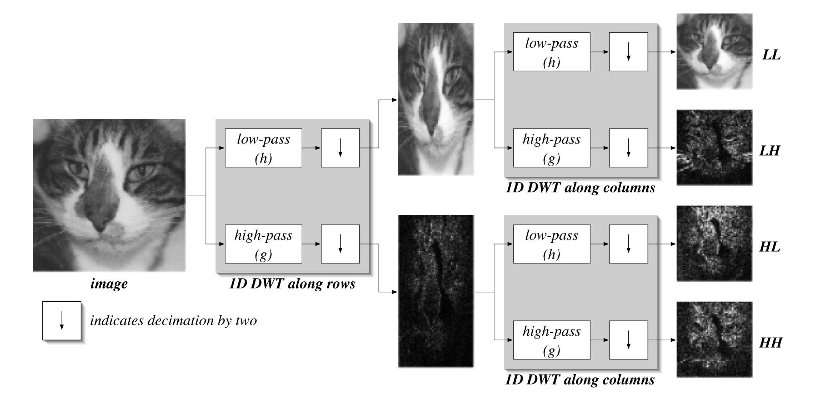 image
indicates decimation by two
low-pass
(h)
high-pass
(g)
1D DWT along rows
low-pass
(h)
high-pass
(g)
1D DWT along columns
low-pass
(h)
high-pass
(g)
1D DWT along columns
LL
LH
HL
HH